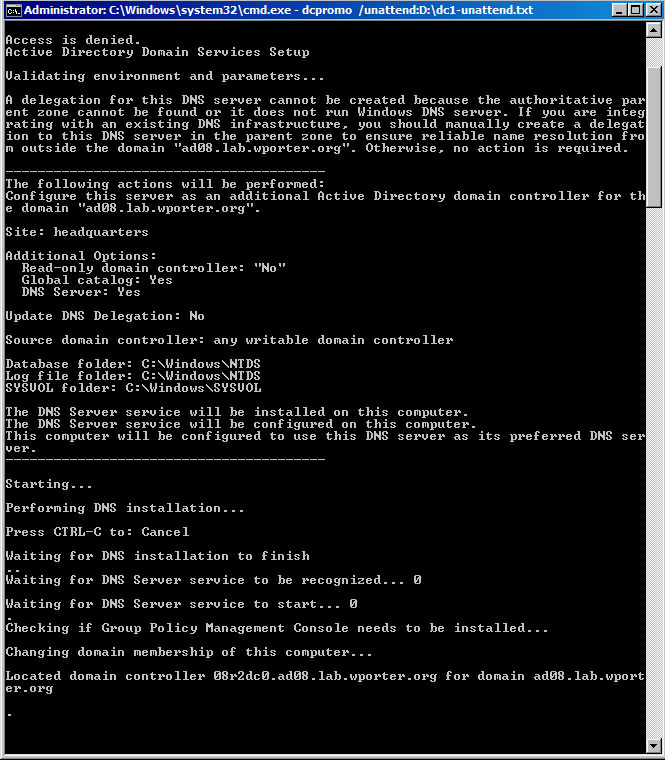 Administrator: C:\Windows\system32\cmd.exe - dcpromo /unattend:D:\dc1-unattend.txt
Access is denied.
Active Directory Domain Services Setup
Validating environment and parameters...
A delegation for this DNS server cannot be created because the authoritative par
ent zone cannot be found or it does not run Windows DNS server. If you are integ
rating with an existing DNS infrastructure, you should manually create a delegat
ion to this DNS server in the parent zone to ensure reliable name resolution fro
m outside the domain "ad08.lab.wporter.org". Otherwise, no action is required.
----------------------------------------
The following actions will be performed:
Configure this server as an additional Active Directory domain controller for th
e domain "ad08.lab.wporter.org".
Site: headquarters
Additional Options:
Read-only domain controller: "No"
Global catalog: Yes
DNS Server: Yes
Update DNS Delegation: No
Source domain controller: any writable domain controller
Database folder: C:\Windows\NTDS
Log file folder: C:\Windows\NTDS
SYSVOL folder: C:\Windows\SYSVOL
The DNS Server service will be installed on this computer.
The DNS Server service will be configured on this computer.
This computer will be configured to use this DNS server as its preferred DNS ser
ver.
----------------------------------------
Starting...
Performing DNS installation...
Press CTRL-C to: Cancel
Waiting for DNS installation to finish
..
Waiting for DNS Server service to be recognized... 0
Waiting for DNS Server service to start... 0
.
Checking if Group Policy Management Console needs to be installed...
Changing domain membership of this computer...
Located domain controller 08r2dc0.ad08.lab.wporter.org for domain ad08.lab.wport
er.org
.